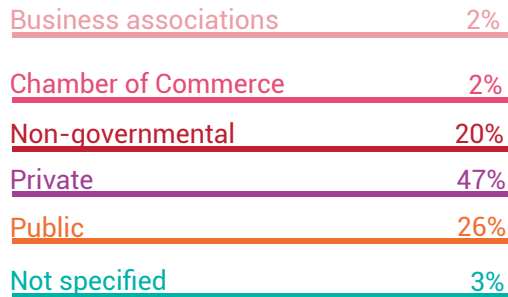 Business associations 2%
Chamber of Commerce 2%
Non-governmental 20%
Private 47%
Public 26%
Not specified 3%